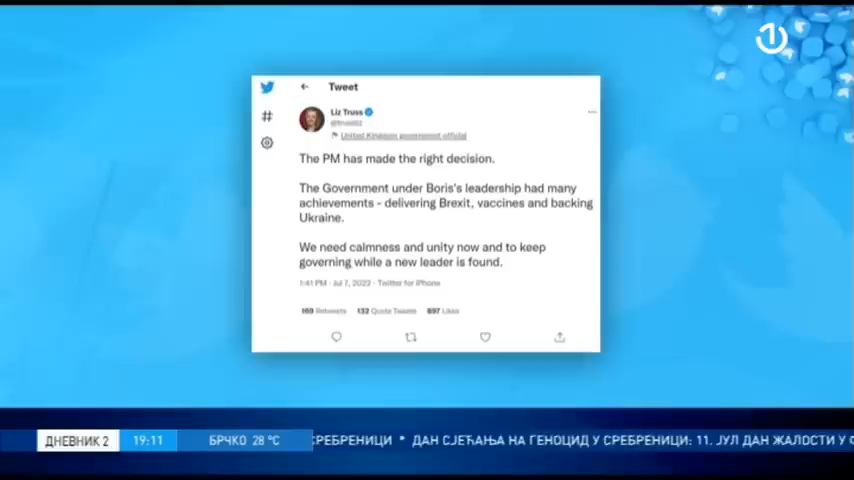 Tweet
Liz Truss
@trussliz
United Kingdom government official
The PM has made the right decision.
The Government under Boris's leadership had many
achievements - delivering Brexit, vaccines and backing
Ukraine.
We need calmness and unity now and to keep
governing while a new leader is found.
1:41 PM · Jul 7, 2022 · Twitter for iPhone
169 Retweets 132 Quote Tweets 697 Likes
ДНЕВНИК 2 19:11 БРЧКО 28 °C СРЕБРЕНИЦИ * ДАН СЈЕЋАЊА НА ГЕНОЦИД У СРЕБРЕНИЦИ: 11. ЈУЛ ДАН ЖАЛОСТИ У